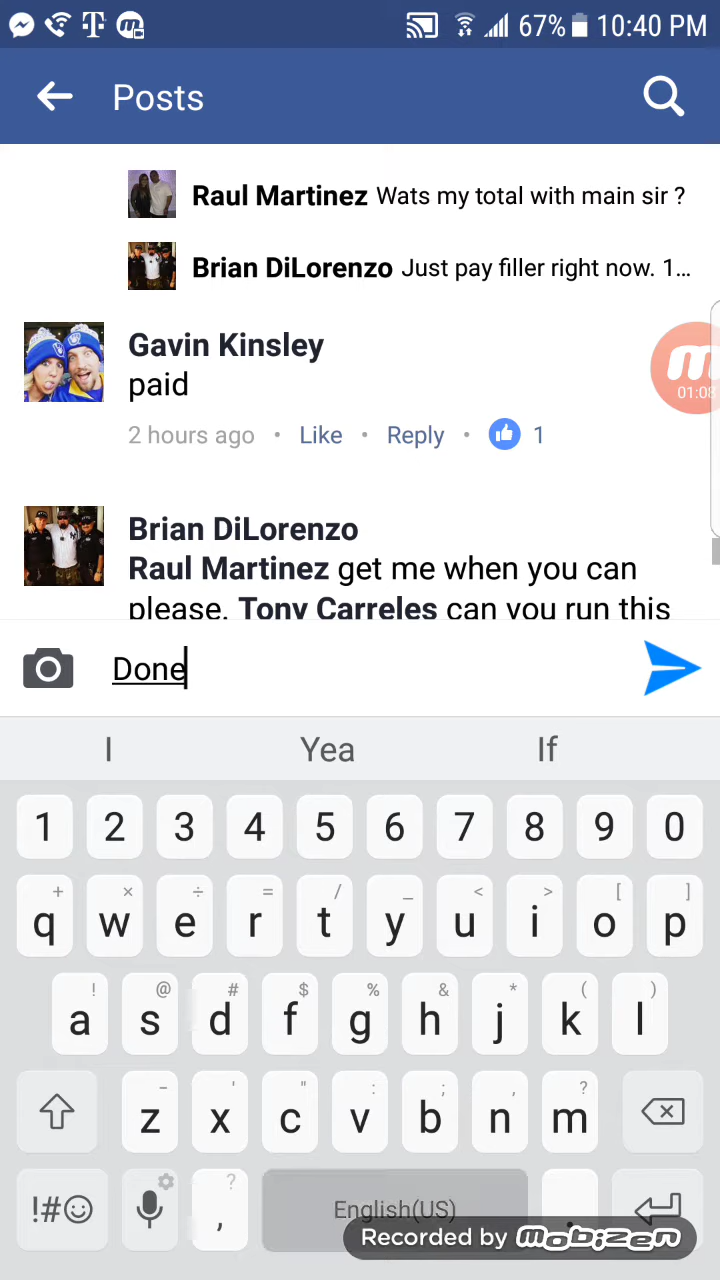 67% 10:40 PM
Posts
Raul Martinez Wats my total with main sir ?
Brian DiLorenzo Just pay filler right now. 1...
Gavin Kinsley
paid
01:08
2 hours ago • Like • Reply • 1
Brian DiLorenzo
Raul Martinez get me when you can
please. Tony Carreles can you run this
Done
I Yea If
1 2 3 4 5 6 7 8 9 0
+ × ÷ = / _ < > [ ]
q w e r t y u i o p
! @ # $ % & * ( )
a s d f g h j k l
- ' " : ; , ?
z x c v b n m
!#☺ , ? English(US) .
Recorded by mobizen